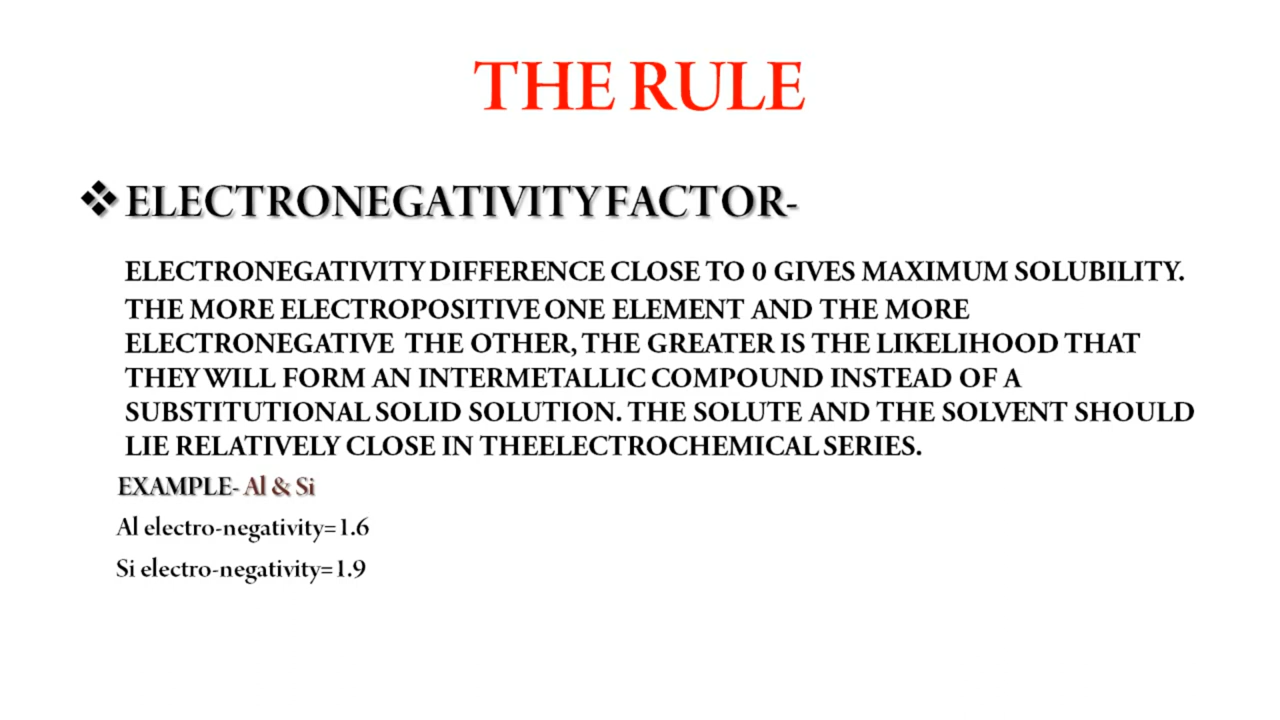 THE RULE
❖ELECTRONEGATIVITY FACTOR-
ELECTRONEGATIVITY DIFFERENCE CLOSE TO 0 GIVES MAXIMUM SOLUBILITY.
THE MORE ELECTROPOSITIVE ONE ELEMENT AND THE MORE
ELECTRONEGATIVE THE OTHER, THE GREATER IS THE LIKELIHOOD THAT
THEY WILL FORM AN INTERMETALLIC COMPOUND INSTEAD OF A
SUBSTITUTIONAL SOLID SOLUTION. THE SOLUTE AND THE SOLVENT SHOULD
LIE RELATIVELY CLOSE IN THEELECTROCHEMICAL SERIES.
EXAMPLE- Al & Si
Al electro-negativity=1.6
Si electro-negativity=1.9